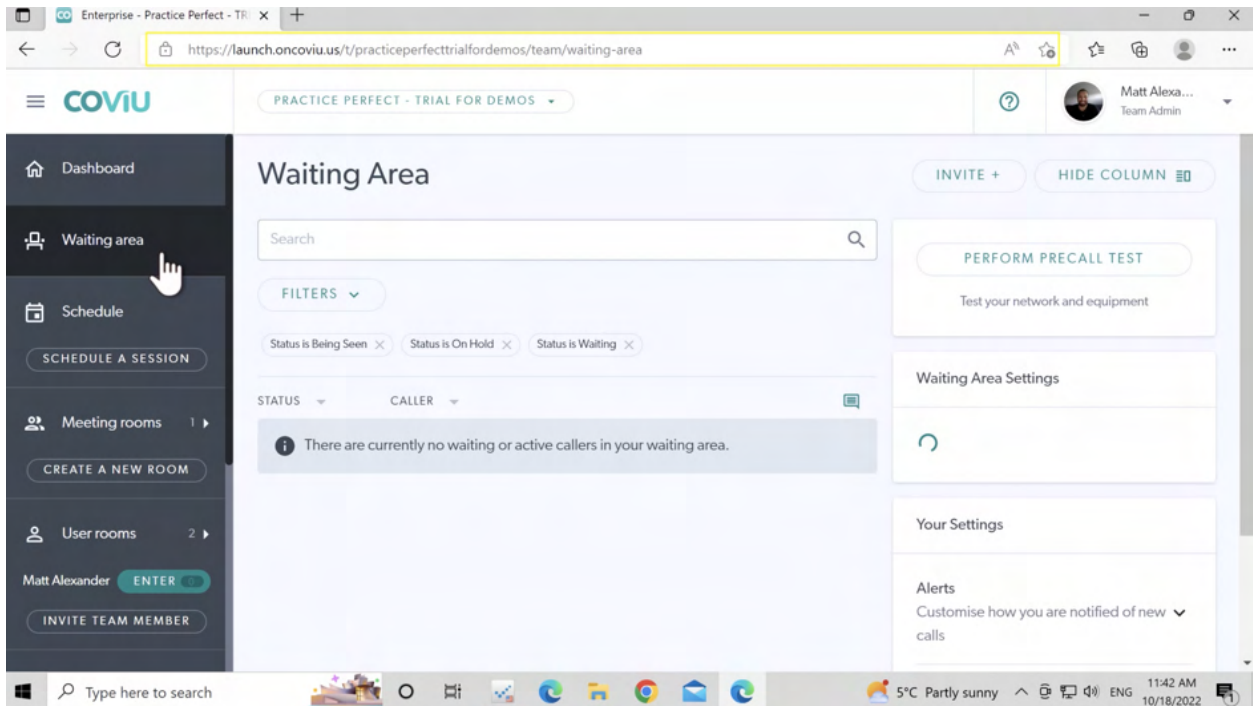 Enterprise - Practice Perfect - TR
https://launch.oncoviu.us/t/practiceperfecttrialfordemos/team/waiting-area
COViU
PRACTICE PERFECT - TRIAL FOR DEMOS
Matt Alexa...
Team Admin
Dashboard
Waiting area
Schedule
SCHEDULE A SESSION
Meeting rooms 1
CREATE A NEW ROOM
User rooms 2
Matt Alexander ENTER 0
INVITE TEAM MEMBER
Waiting Area
INVITE +
HIDE COLUMN
Search
FILTERS
Status is Being Seen
Status is On Hold
Status is Waiting
STATUS CALLER
There are currently no waiting or active callers in your waiting area.
PERFORM PRECALL TEST
Test your network and equipment
Waiting Area Settings
Your Settings
Alerts
Customise how you are notified of new
calls
Type here to search
5°C Partly sunny
ENG
11:42 AM
10/18/2022